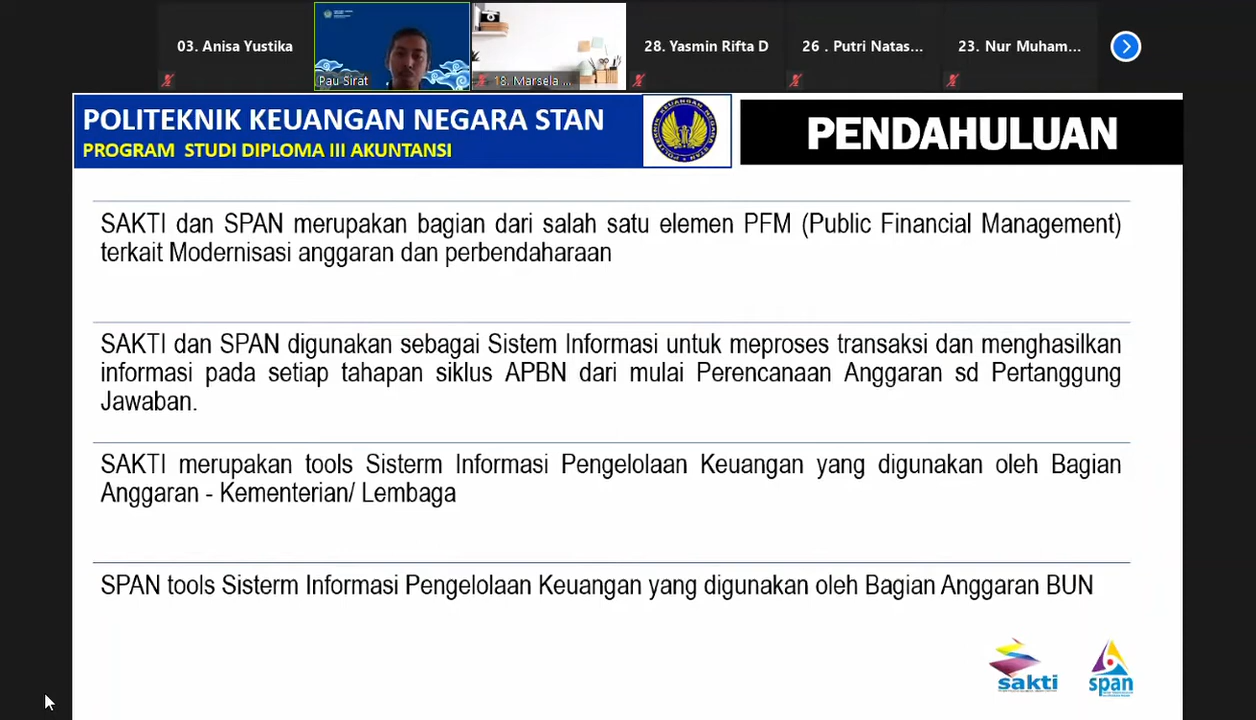 03. Anisa Yustika
Pau Sirat
18. Marsela ...
28. Yasmin Rifta D
26 . Putri Natas...
23. Nur Muham...
POLITEKNIK KEUANGAN NEGARA STAN
PROGRAM STUDI DIPLOMA III AKUNTANSI
PENDAHULUAN
SAKTI dan SPAN merupakan bagian dari salah satu elemen PFM (Public Financial Management)
terkait Modernisasi anggaran dan perbendaharaan
SAKTI dan SPAN digunakan sebagai Sistem Informasi untuk meproses transaksi dan menghasilkan
informasi pada setiap tahapan siklus APBN dari mulai Perencanaan Anggaran sd Pertanggung
Jawaban.
SAKTI merupakan tools Sisterm Informasi Pengelolaan Keuangan yang digunakan oleh Bagian
Anggaran - Kementerian/ Lembaga
SPAN tools Sisterm Informasi Pengelolaan Keuangan yang digunakan oleh Bagian Anggaran BUN
sakti
span